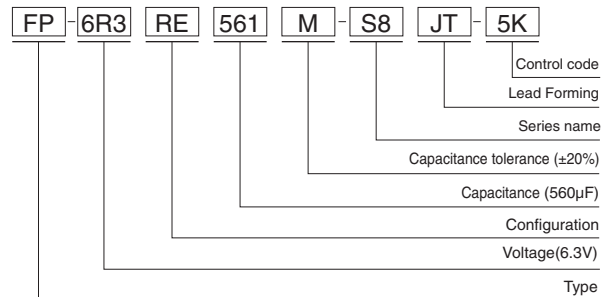 FP - 6R3 RE 561 M - S8 JT - 5K
Control code
Lead Forming
Series name
Capacitance tolerance (±20%)
Capacitance (560μF)
Configuration
Voltage(6.3V)
Type